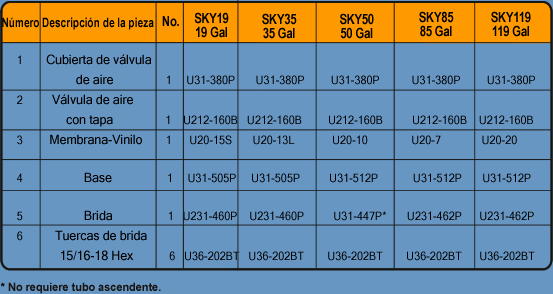 Número Descripción de la pieza No. SKY19 SKY35 SKY50 SKY85 SKY119
19 Gal 35 Gal 50 Gal 85 Gal 119 Gal
1 Cubierta de válvula
de aire 1 U31-380P U31-380P U31-380P U31-380P U31-380P
2 Válvula de aire
con tapa 1 U212-160B U212-160B U212-160B U212-160B U212-160B
3 Membrana-Vinilo 1 U20-15S U20-13L U20-10 U20-7 U20-20
4 Base 1 U31-505P U31-505P U31-512P U31-512P U31-512P
5 Brida 1 U231-460P U231-460P U31-447P* U231-462P U231-462P
6 Tuercas de brida
15/16-18 Hex 6 U36-202BT U36-202BT U36-202BT U36-202BT U36-202BT
* No requiere tubo ascendente.